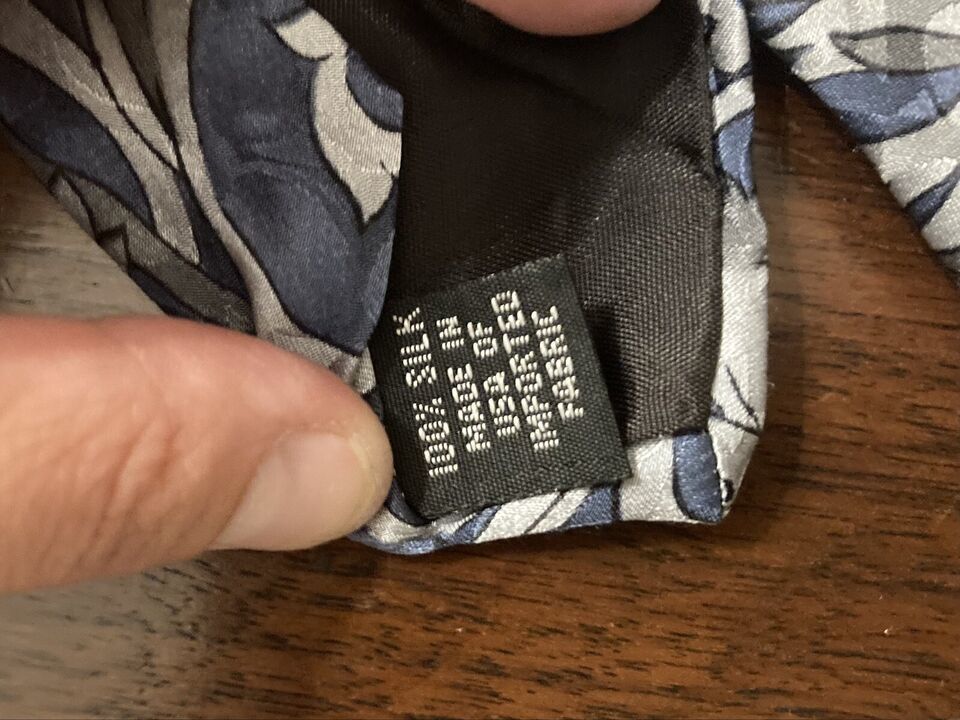 100% SILK
MADE IN
USA OF
IMPORTED
FABRIC